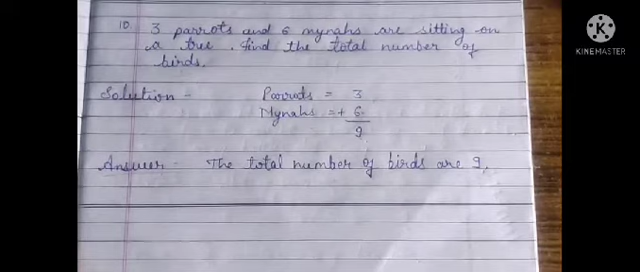 10 3 parrots and 6 mynahs are sitting on
a tree . find the total number of
birds.
Solution - Parrots = 3
Mynahs = + 6
9
Answer - The total number of birds are 9.
KINEMASTER